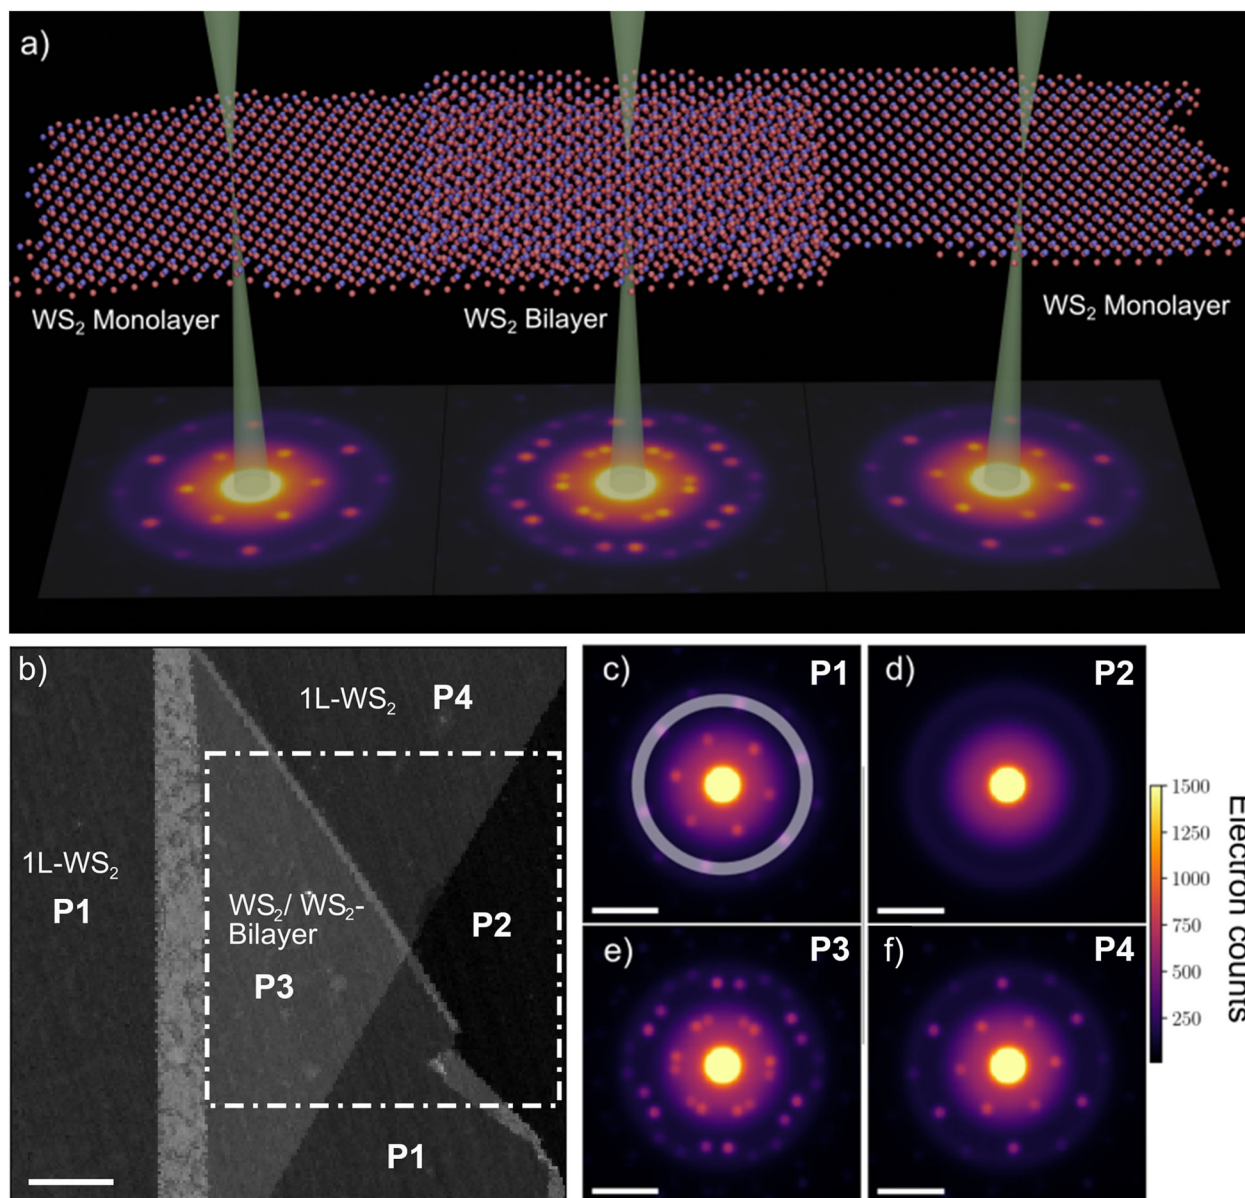 a)
WS₂ Monolayer
WS₂ Bilayer
WS₂ Monolayer
b)
1L-WS₂ P4
1L-WS₂
P1
WS₂/ WS₂-
Bilayer
P3
P2
P1
c) P1
d) P2
e) P3
f) P4
1500
1250
1000
750
500
250
Electron counts